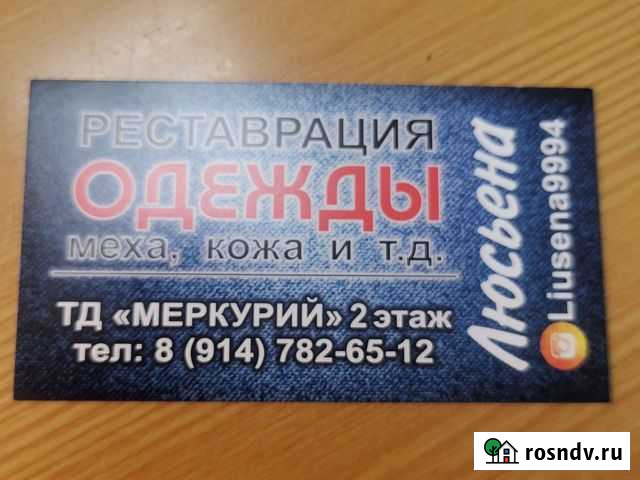 РЕСТАВРАЦИЯ
ОДЕЖДЫ
меха, кожа и т.д.
ТД «МЕРКУРИЙ» 2 этаж
тел: 8 (914) 782-65-12
Люсьена
Liusena9994
rosndv.ru